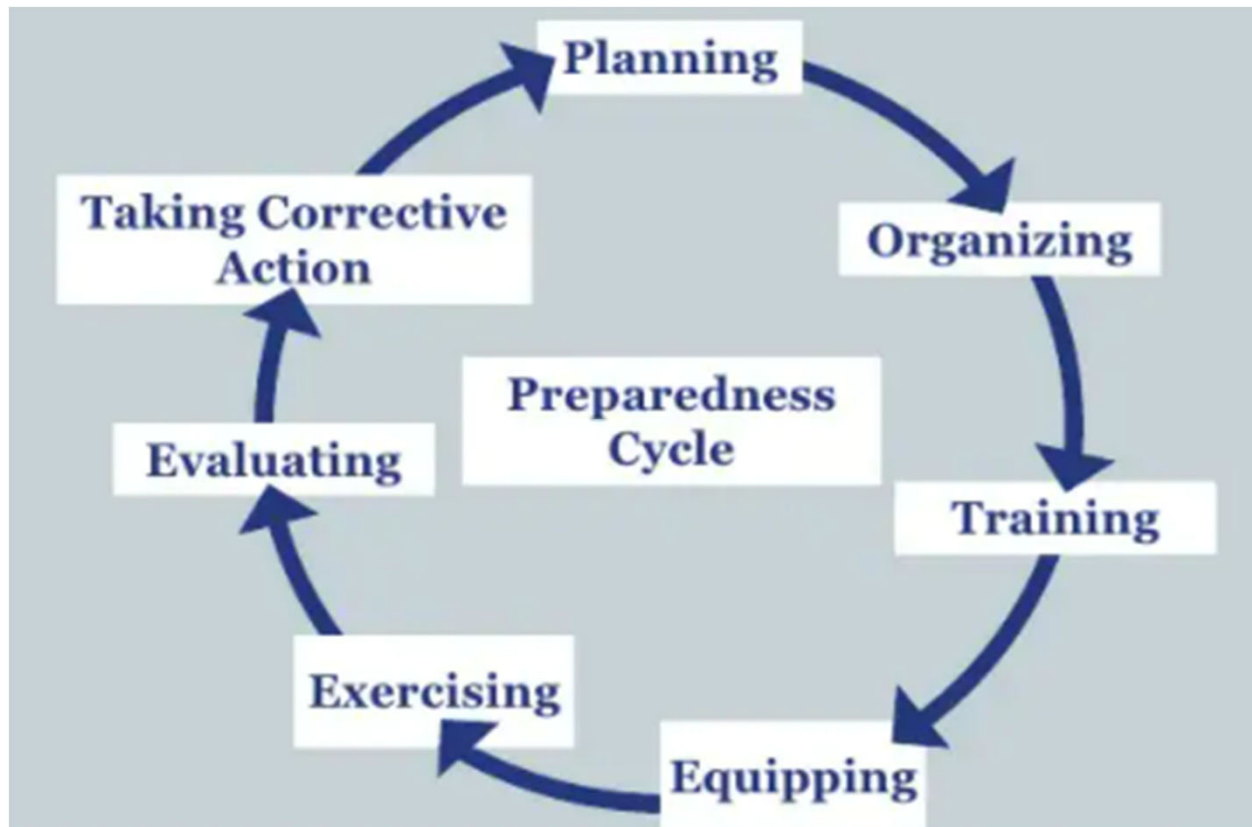 Planning
Organizing
Training
Equipping
Exercising
Evaluating
Taking Corrective
Action
Preparedness
Cycle